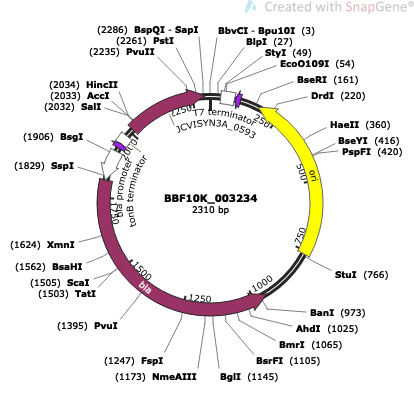 Created with SnapGene®
(2286) BspQI - SapI
(2261) PstI
(2235) PvuII
BbvCI - Bpu10I (3)
BlpI (27)
StyI (49)
EcoO109I (54)
BseRI (161)
DrdI (220)
HaeII (360)
BseYI (416)
PspFI (420)
StuI (766)
BanI (973)
AhdI (1025)
BmrI (1065)
BsrFI (1105)
BglI (1145)
(1173) NmeAIII
(1247) FspI
(1395) PvuI
(1503) TatI
(1505) ScaI
(1562) BsaHI
(1624) XmnI
(1829) SspI
(1906) BsgI
(2032) SalI
(2033) AccI
(2034) HincII
T7 terminator
JCVISYN3A_0593
ori
bla
bla promoter
tonB terminator
250
500
750
1000
1250
1500
BBF10K_003234
2310 bp